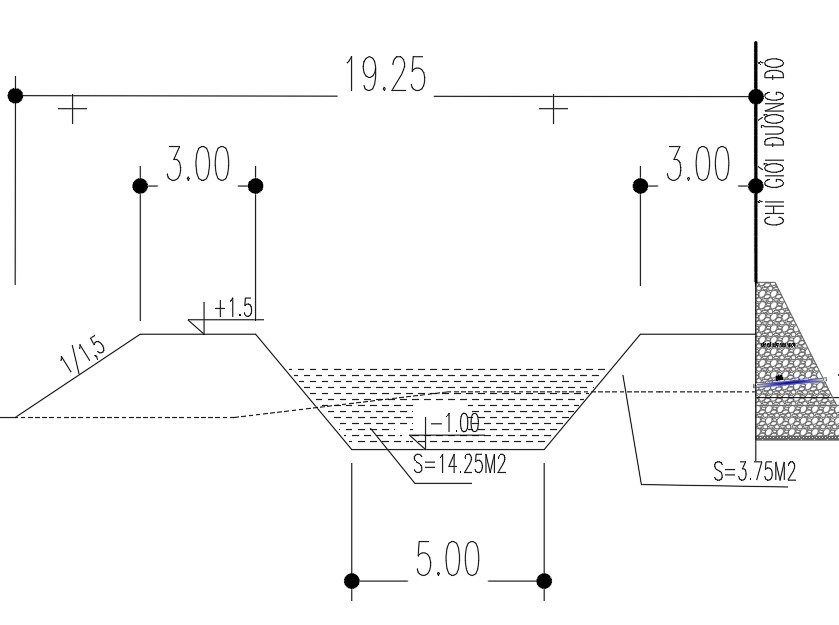 19.25
3.00
3.00
CHỈ GIỚI ĐƯỜNG ĐỎ
+1.5
1/1,5
-1.00
S=14.25M2
S=3.75M2
5.00